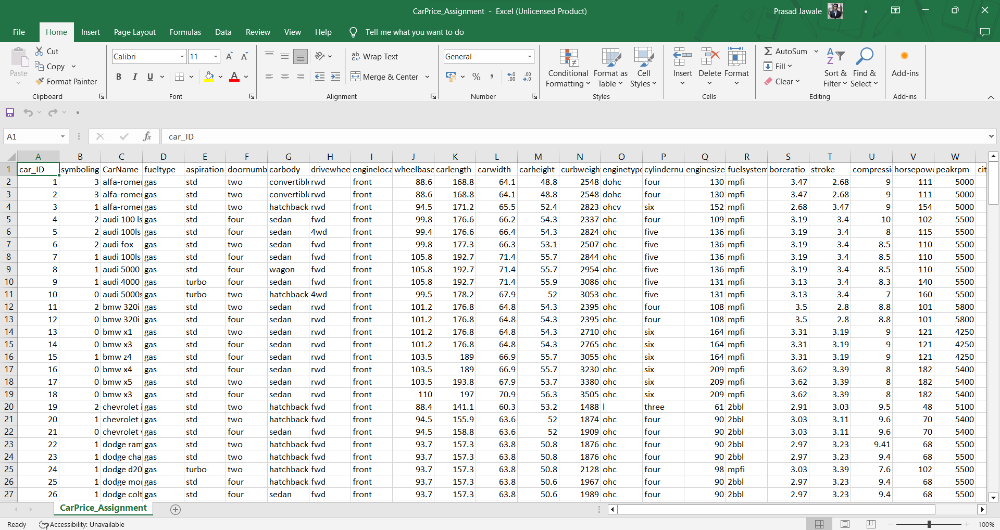 CarPrice_Assignment - Excel (Unlicensed Product)
Prasad Jawale
File Home Insert Page Layout Formulas Data Review View Help Tell me what you want to do
Paste
Cut
Copy
Format Painter
Clipboard
Calibri 11
B I U A
Font
ab Wrap Text
Merge & Center
Alignment
General
% ,
Number
Conditional Formatting
Format as Table
Cell Styles
Styles
Insert
Delete
Format
Cells
AutoSum
Fill
Clear
Sort & Filter
Find & Select
Editing
Add-ins
Add-ins
A1 fx car_ID
A B C D E F G H I J K L M N O P Q R S T U V W
1 car_ID symboling CarName fueltype aspiration doornumb carbody drivewhee engineloca wheelbase carlength carwidth carheight curbweigh enginetype cylindernu enginesize fuelsystem boreratio stroke compressi horsepowe peakrpm cit
2 1 3 alfa-romer gas std two convertible rwd front 88.6 168.8 64.1 48.8 2548 dohc four 130 mpfi 3.47 2.68 9 111 5000
3 2 3 alfa-romer gas std two convertible rwd front 88.6 168.8 64.1 48.8 2548 dohc four 130 mpfi 3.47 2.68 9 111 5000
4 3 1 alfa-romer gas std two hatchback rwd front 94.5 171.2 65.5 52.4 2823 ohcv six 152 mpfi 2.68 3.47 9 154 5000
5 4 2 audi 100 ls gas std four sedan fwd front 99.8 176.6 66.2 54.3 2337 ohc four 109 mpfi 3.19 3.4 10 102 5500
6 5 2 audi 100ls gas std four sedan 4wd front 99.4 176.6 66.4 54.3 2824 ohc five 136 mpfi 3.19 3.4 8 115 5500
7 6 2 audi fox gas std two sedan fwd front 99.8 177.3 66.3 53.1 2507 ohc five 136 mpfi 3.19 3.4 8.5 110 5500
8 7 1 audi 100ls gas std four sedan fwd front 105.8 192.7 71.4 55.7 2844 ohc five 136 mpfi 3.19 3.4 8.5 110 5500
9 8 1 audi 5000 gas std four wagon fwd front 105.8 192.7 71.4 55.7 2954 ohc five 136 mpfi 3.19 3.4 8.5 110 5500
10 9 1 audi 4000 gas turbo four sedan fwd front 105.8 192.7 71.4 55.9 3086 ohc five 131 mpfi 3.13 3.4 8.3 140 5500
11 10 0 audi 5000s gas turbo two hatchback 4wd front 99.5 178.2 67.9 52 3053 ohc five 131 mpfi 3.13 3.4 7 160 5500
12 11 2 bmw 320i gas std two sedan rwd front 101.2 176.8 64.8 54.3 2395 ohc four 108 mpfi 3.5 2.8 8.8 101 5800
13 12 0 bmw 320i gas std four sedan rwd front 101.2 176.8 64.8 54.3 2395 ohc four 108 mpfi 3.5 2.8 8.8 101 5800
14 13 0 bmw x1 gas std two sedan rwd front 101.2 176.8 64.8 54.3 2710 ohc six 164 mpfi 3.31 3.19 9 121 4250
15 14 0 bmw x3 gas std four sedan rwd front 101.2 176.8 64.8 54.3 2765 ohc six 164 mpfi 3.31 3.19 9 121 4250
16 15 1 bmw z4 gas std four sedan rwd front 103.5 189 66.9 55.7 3055 ohc six 164 mpfi 3.31 3.19 9 121 4250
17 16 0 bmw x4 gas std four sedan rwd front 103.5 189 66.9 55.7 3230 ohc six 209 mpfi 3.62 3.39 8 182 5400
18 17 0 bmw x5 gas std two sedan rwd front 103.5 193.8 67.9 53.7 3380 ohc six 209 mpfi 3.62 3.39 8 182 5400
19 18 0 bmw x3 gas std four sedan rwd front 110 197 70.9 56.3 3505 ohc six 209 mpfi 3.62 3.39 8 182 5400
20 19 2 chevrolet i gas std two hatchback fwd front 88.4 141.1 60.3 53.2 1488 l three 61 2bbl 2.91 3.03 9.5 48 5100
21 20 1 chevrolet gas std two hatchback fwd front 94.5 155.9 63.6 52 1874 ohc four 90 2bbl 3.03 3.11 9.6 70 5400
22 21 0 chevrolet v gas std four sedan fwd front 94.5 158.8 63.6 52 1909 ohc four 90 2bbl 3.03 3.11 9.6 70 5400
23 22 1 dodge ram gas std two hatchback fwd front 93.7 157.3 63.8 50.8 1876 ohc four 90 2bbl 2.97 3.23 9.41 68 5500
24 23 1 dodge cha gas std two hatchback fwd front 93.7 157.3 63.8 50.8 1876 ohc four 90 2bbl 2.97 3.23 9.4 68 5500
25 24 1 dodge d20 gas turbo two hatchback fwd front 93.7 157.3 63.8 50.8 2128 ohc four 98 mpfi 3.03 3.39 7.6 102 5500
26 25 1 dodge mo gas std four hatchback fwd front 93.7 157.3 63.8 50.6 1967 ohc four 90 2bbl 2.97 3.23 9.4 68 5500
27 26 1 dodge colt gas std four sedan fwd front 93.7 157.3 63.8 50.6 1989 ohc four 90 2bbl 2.97 3.23 9.4 68 5500
CarPrice_Assignment
Ready Accessibility: Unavailable 100%